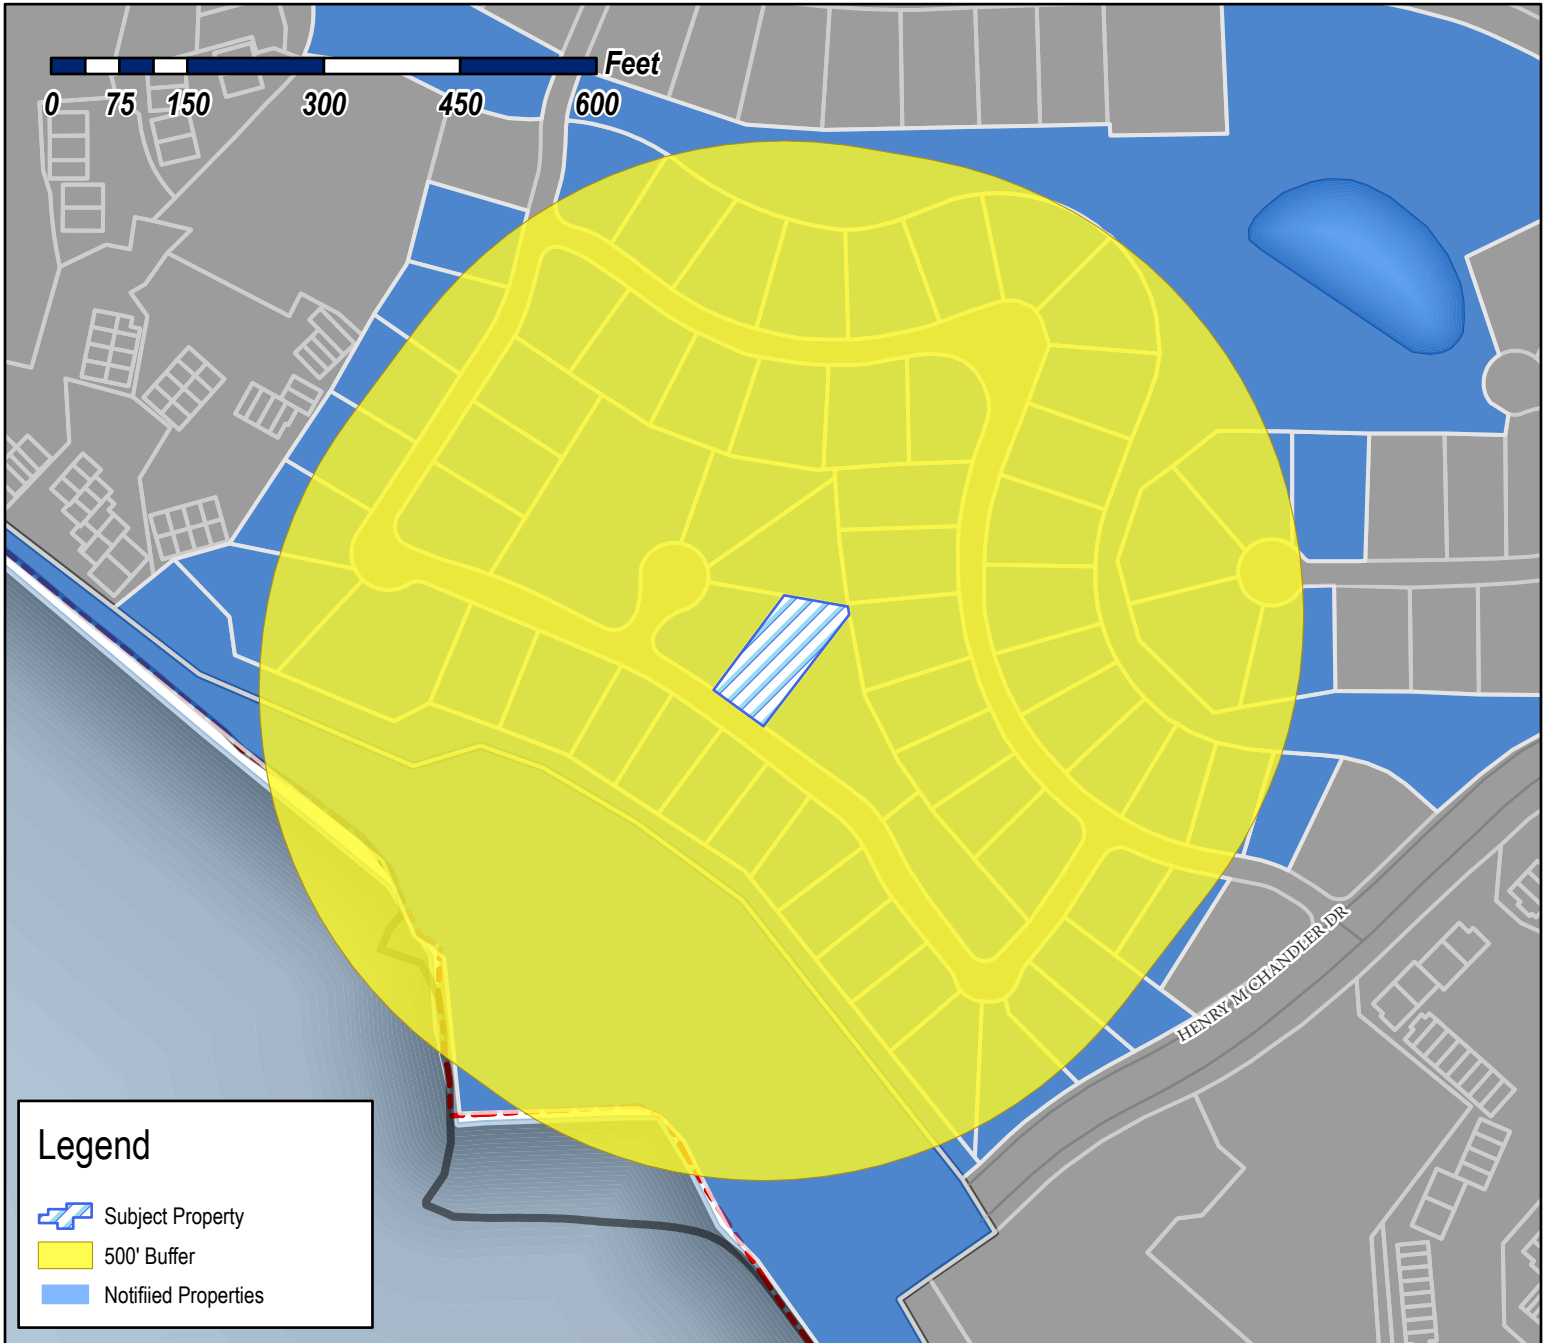 Feet
0 75 150 300 450 600
HENRY M CHANDLER DR
Legend
Subject Property
500' Buffer
Notifiied Properties